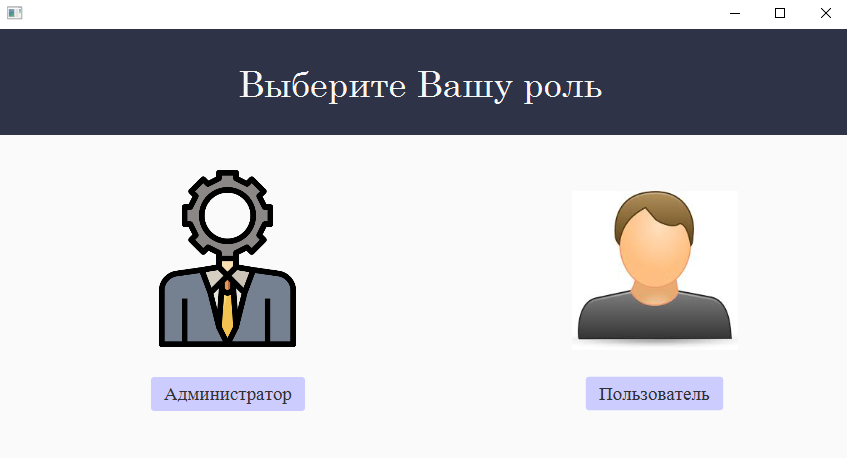 Выберите Вашу роль
Администратор
Пользователь